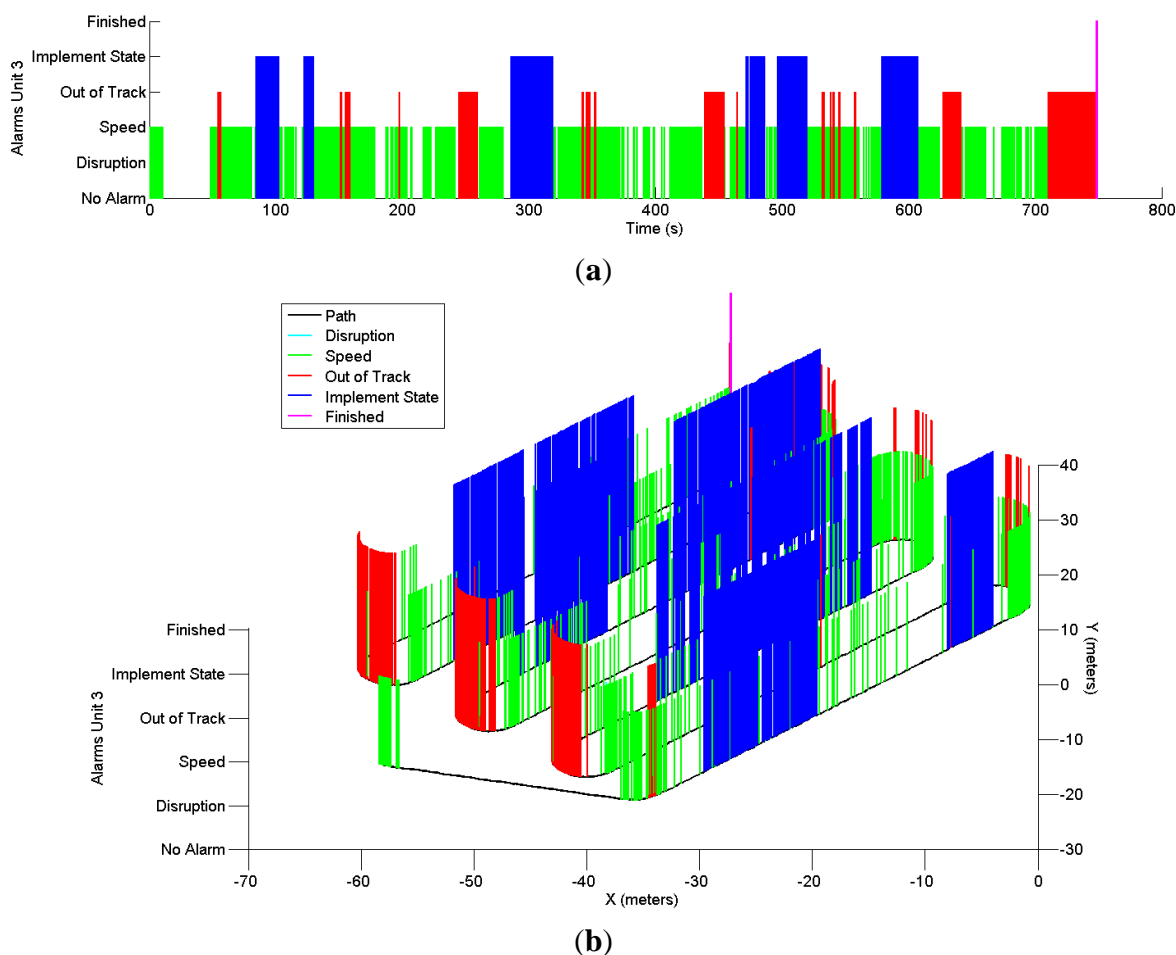 Finished
Implement State
Out of Track
Speed
Disruption
No Alarm
Alarms Unit 3
0 100 200 300 400 500 600 700 800
Time (s)
(a)
Path
Disruption
Speed
Out of Track
Implement State
Finished
40
30
20
10
0
-10
-20
-30
Y (meters)
Finished
Implement State
Out of Track
Speed
Disruption
No Alarm
Alarms Unit 3
-70 -60 -50 -40 -30 -20 -10 0
X (meters)
(b)